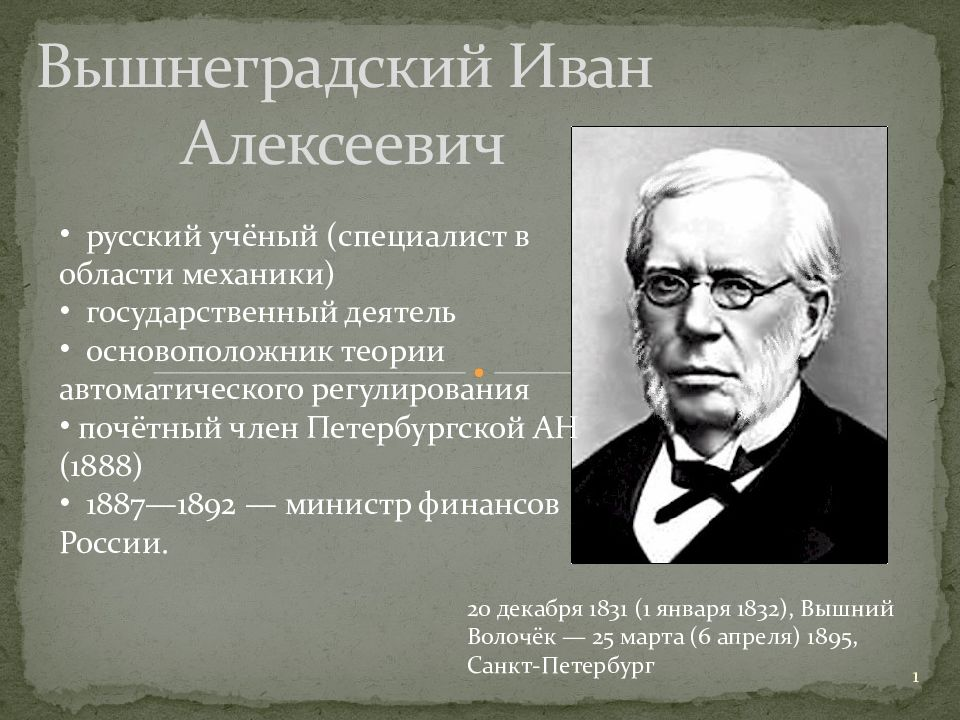 Вышнеградский Иван
Алексеевич
• русский учёный (специалист в
области механики)
• государственный деятель
• основоположник теории
автоматического регулирования
• почётный член Петербургской АН
(1888)
• 1887—1892 — министр финансов
России.
20 декабря 1831 (1 января 1832), Вышний
Волочёк — 25 марта (6 апреля) 1895,
Санкт-Петербург
1